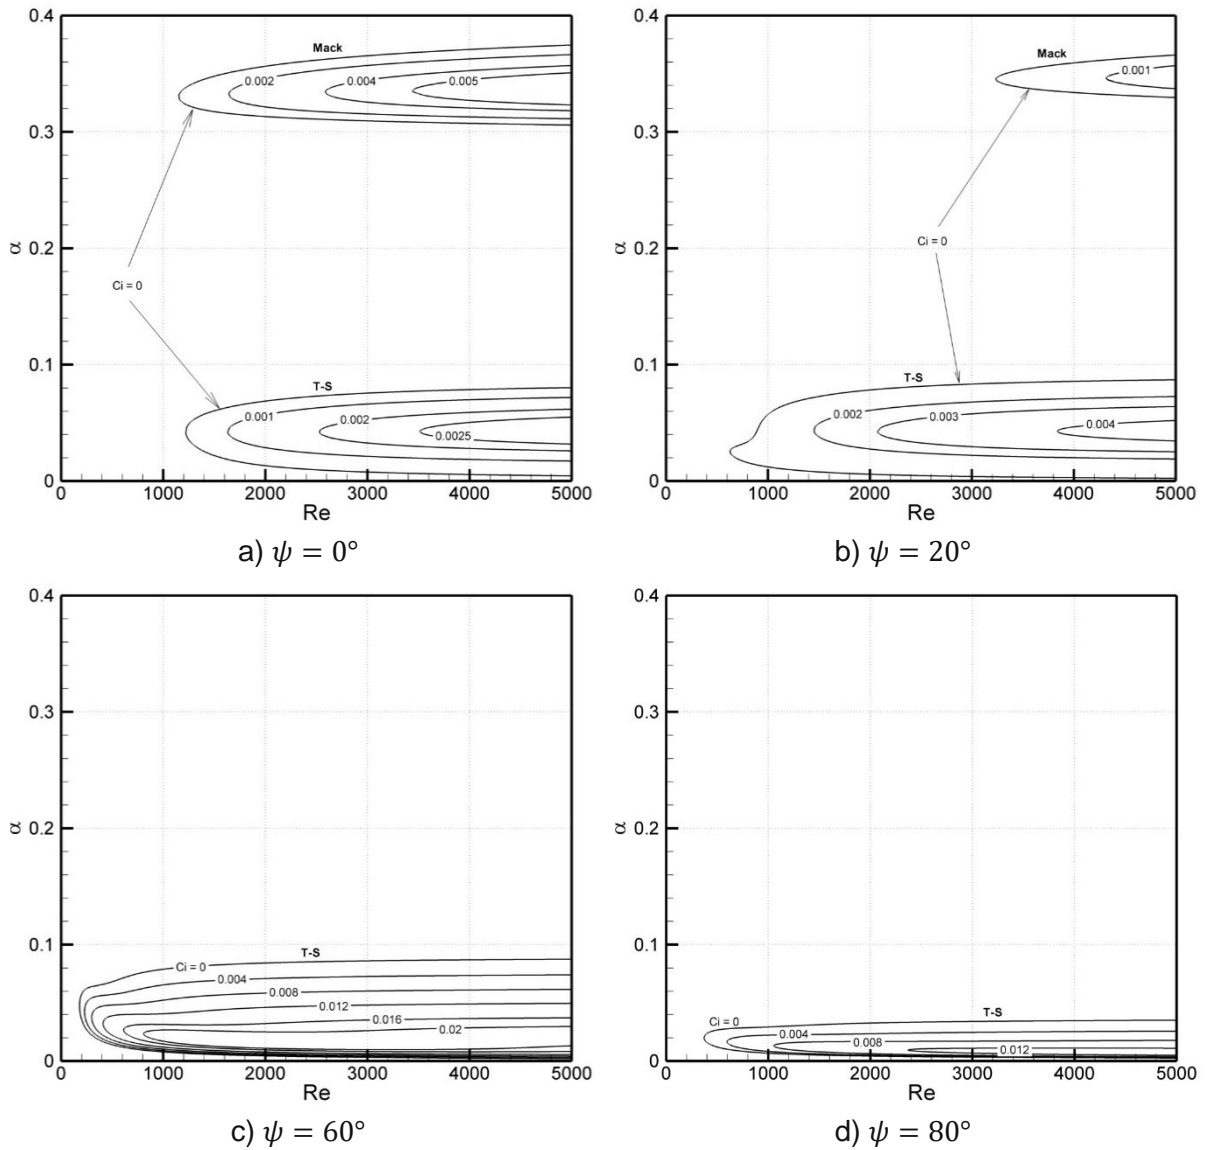 0.4
Mack
0.002
0.004
0.005
0.3
α
0.2
Ci = 0
0.1
T-S
0.001
0.002
0.0025
0
0 1000 2000 3000 4000 5000
Re
a) ψ = 0°
0.4
Mack
0.001
0.3
α
0.2
Ci = 0
0.1
T-S
0.002
0.003
0.004
0
0 1000 2000 3000 4000 5000
Re
b) ψ = 20°
0.4
0.3
α
0.2
0.1
T-S
Ci = 0
0.004
0.008
0.012
0.016
0.02
0
0 1000 2000 3000 4000 5000
Re
c) ψ = 60°
0.4
0.3
α
0.2
0.1
T-S
Ci = 0
0.004
0.008
0.012
0
0 1000 2000 3000 4000 5000
Re
d) ψ = 80°